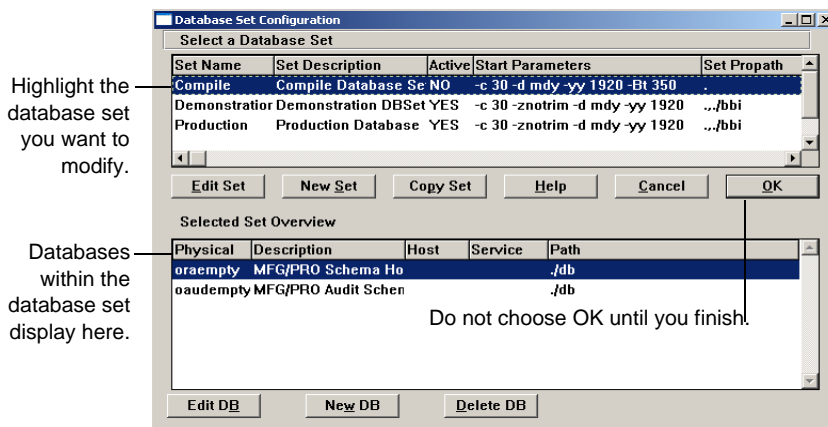 Database Set Configuration
Select a Database Set
Set Name Set Description Active Start Parameters Set Propath
Compile Compile Database Se NO -c 30 -d mdy -yy 1920 -Bt 350 .
Demonstration Demonstration DBSet YES -c 30 -znotrim -d mdy -yy 1920 .,./bbi
Production Production Database YES -c 30 -znotrim -d mdy -yy 1920 .,./bbi
Highlight the
database set
you want to
modify.
Edit Set New Set Copy Set Help Cancel OK
Selected Set Overview
Physical Description Host Service Path
oraempty MFG/PRO Schema Ho ./db
oaudempty MFG/PRO Audit Schen ./db
Databases
within the
database set
display here.
Do not choose OK until you finish.
Edit DB New DB Delete DB